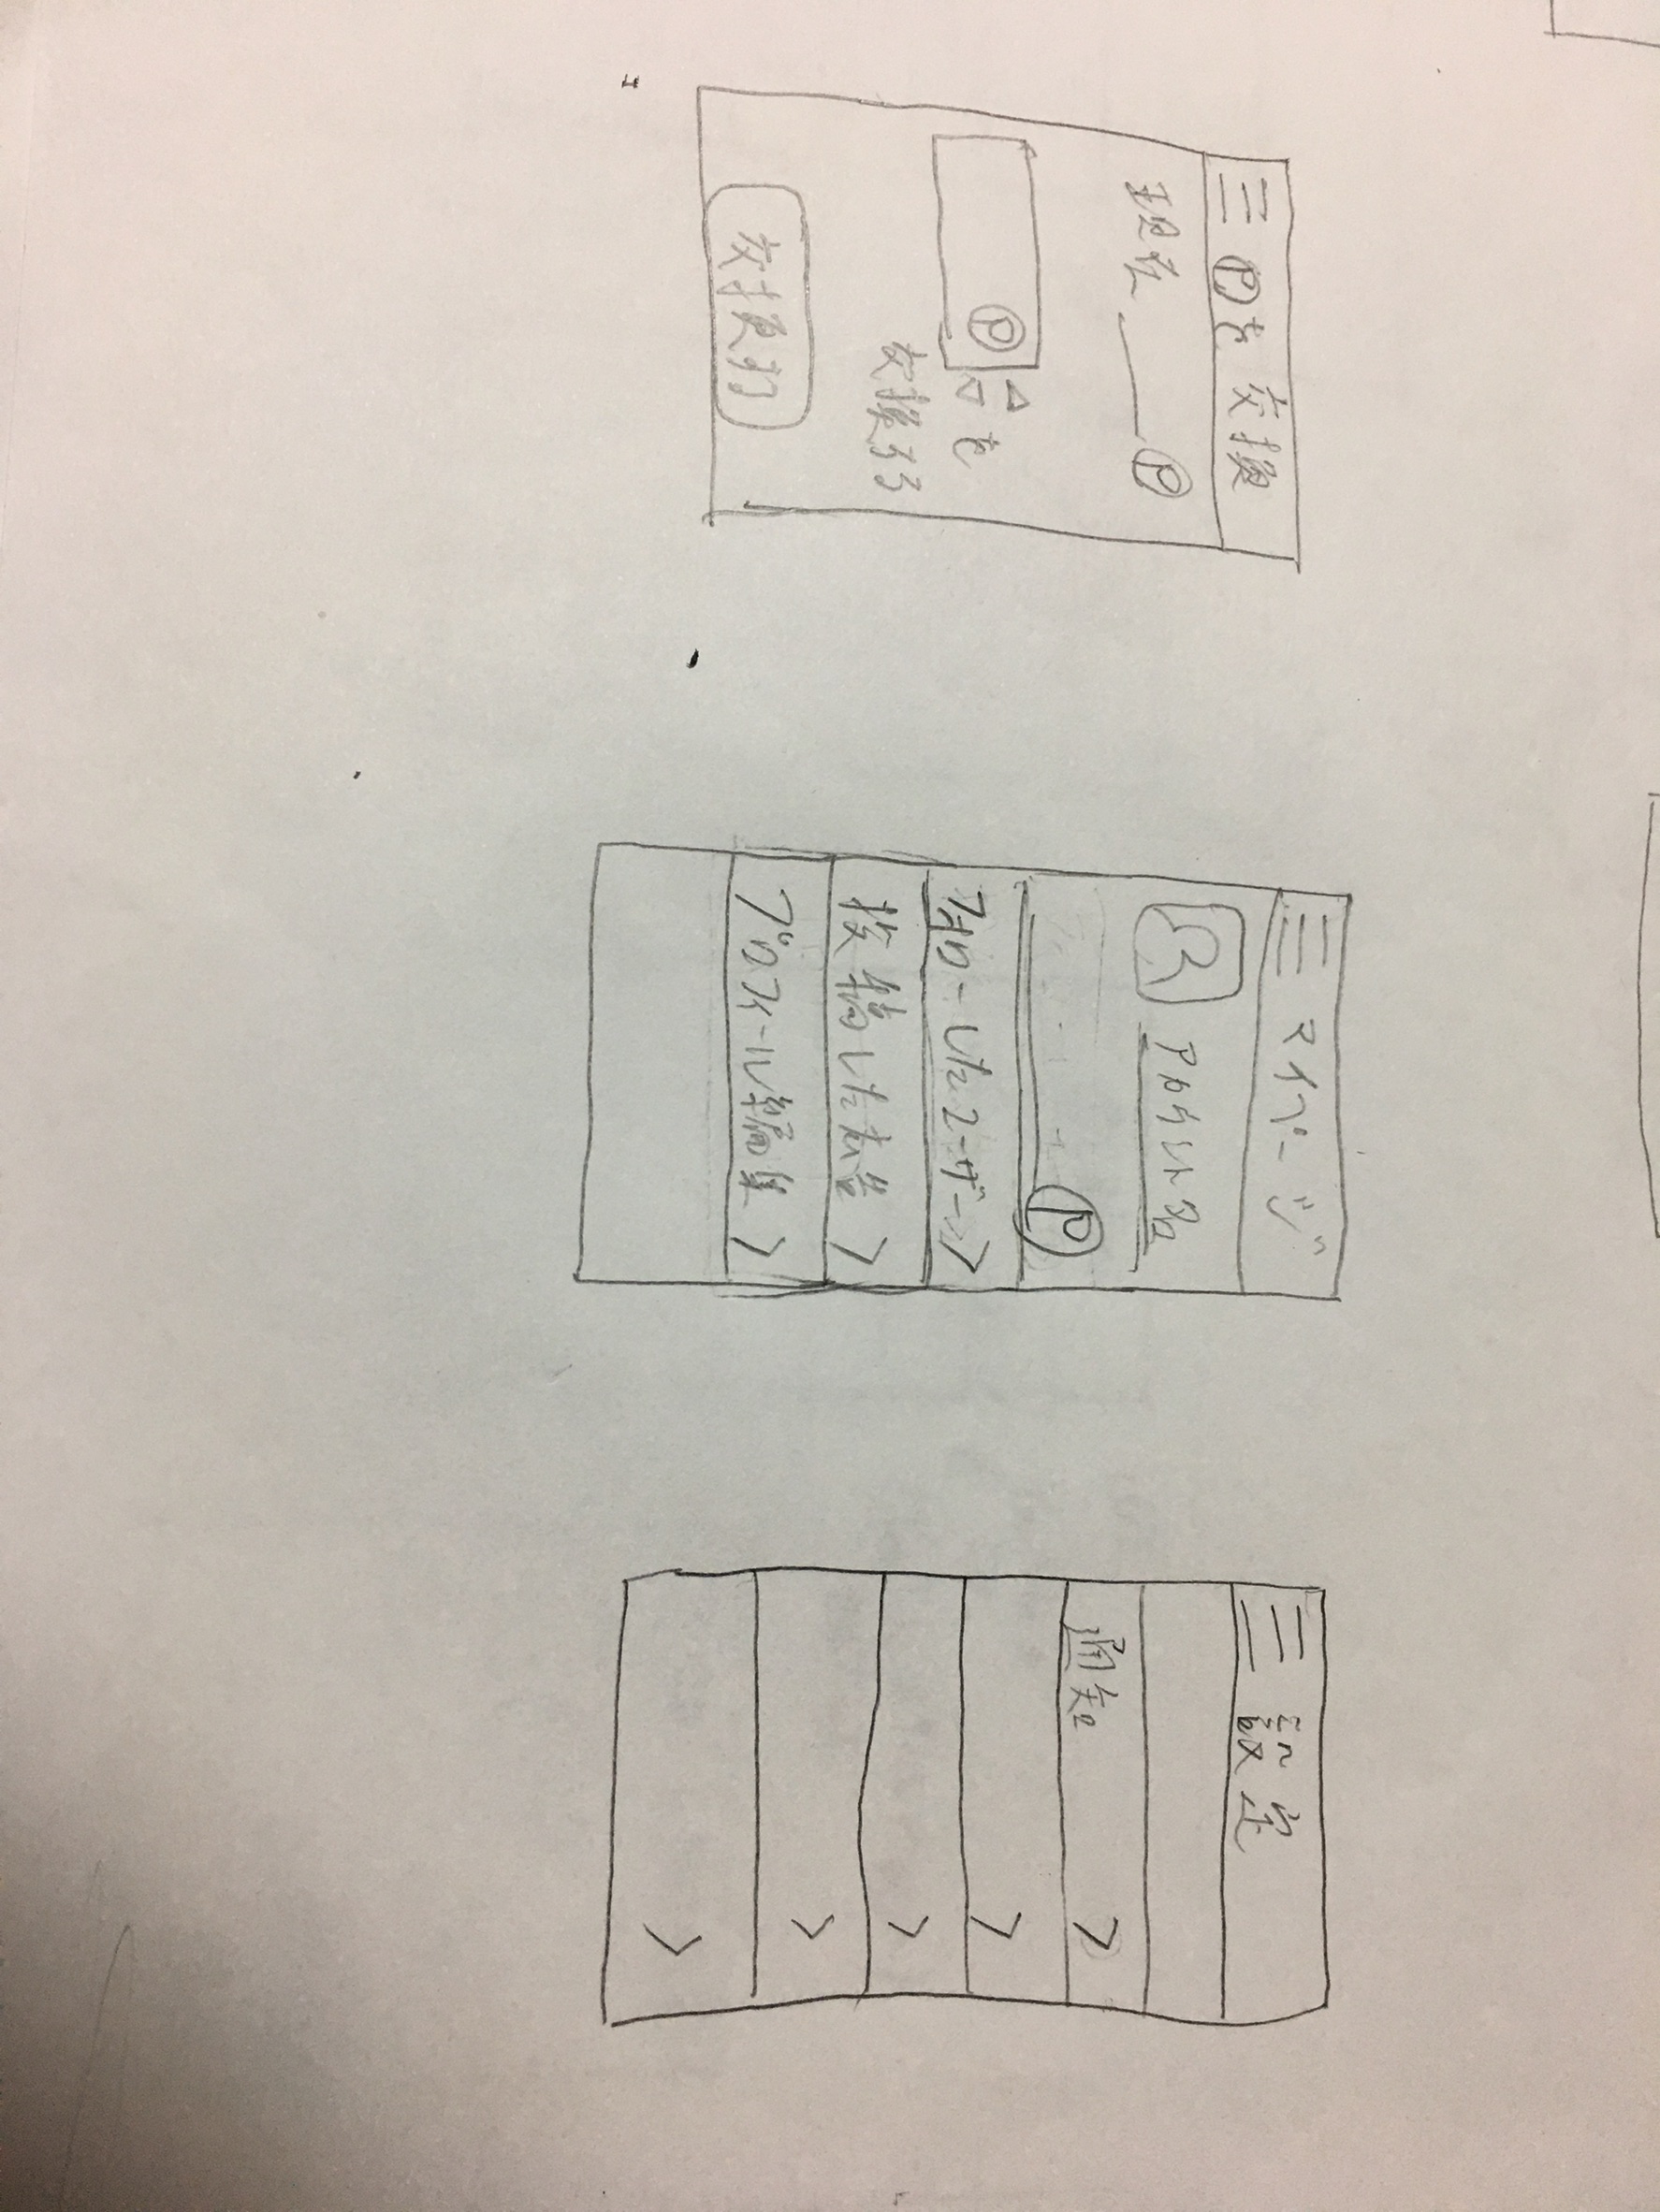 Ⓟを交換
現在 Ⓟ
Ⓟ を
交換する
交換する
マイページ
アカウント名
Ⓟ
フォローしたユーザー >
投稿した広告 >
プロフィール編集 >
設定
通知 >
>
>
>
>